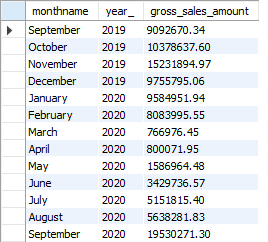 monthname year_ gross_sales_amount
September 2019 9092670.34
October 2019 10378637.60
November 2019 15231894.97
December 2019 9755795.06
January 2020 9584951.94
February 2020 8083995.55
March 2020 766976.45
April 2020 800071.95
May 2020 1586964.48
June 2020 3429736.57
July 2020 5151815.40
August 2020 5638281.83
September 2020 19530271.30